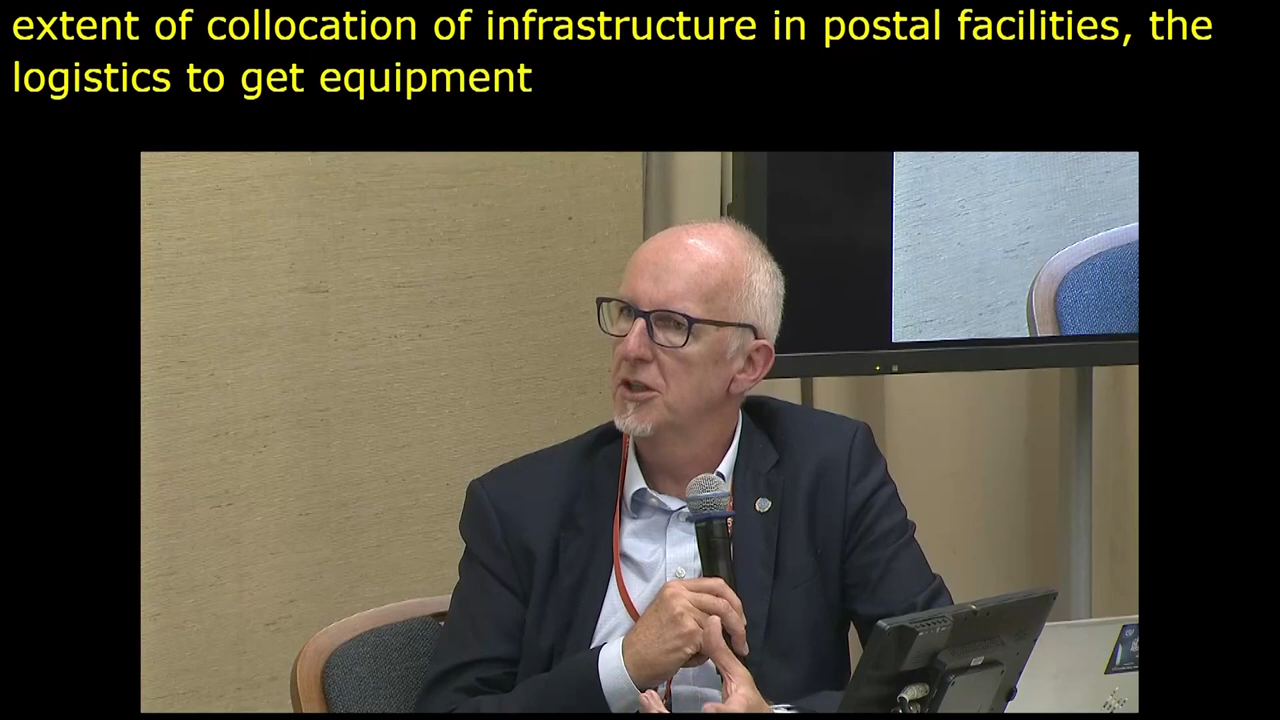 extent of collocation of infrastructure in postal facilities, the
logistics to get equipment